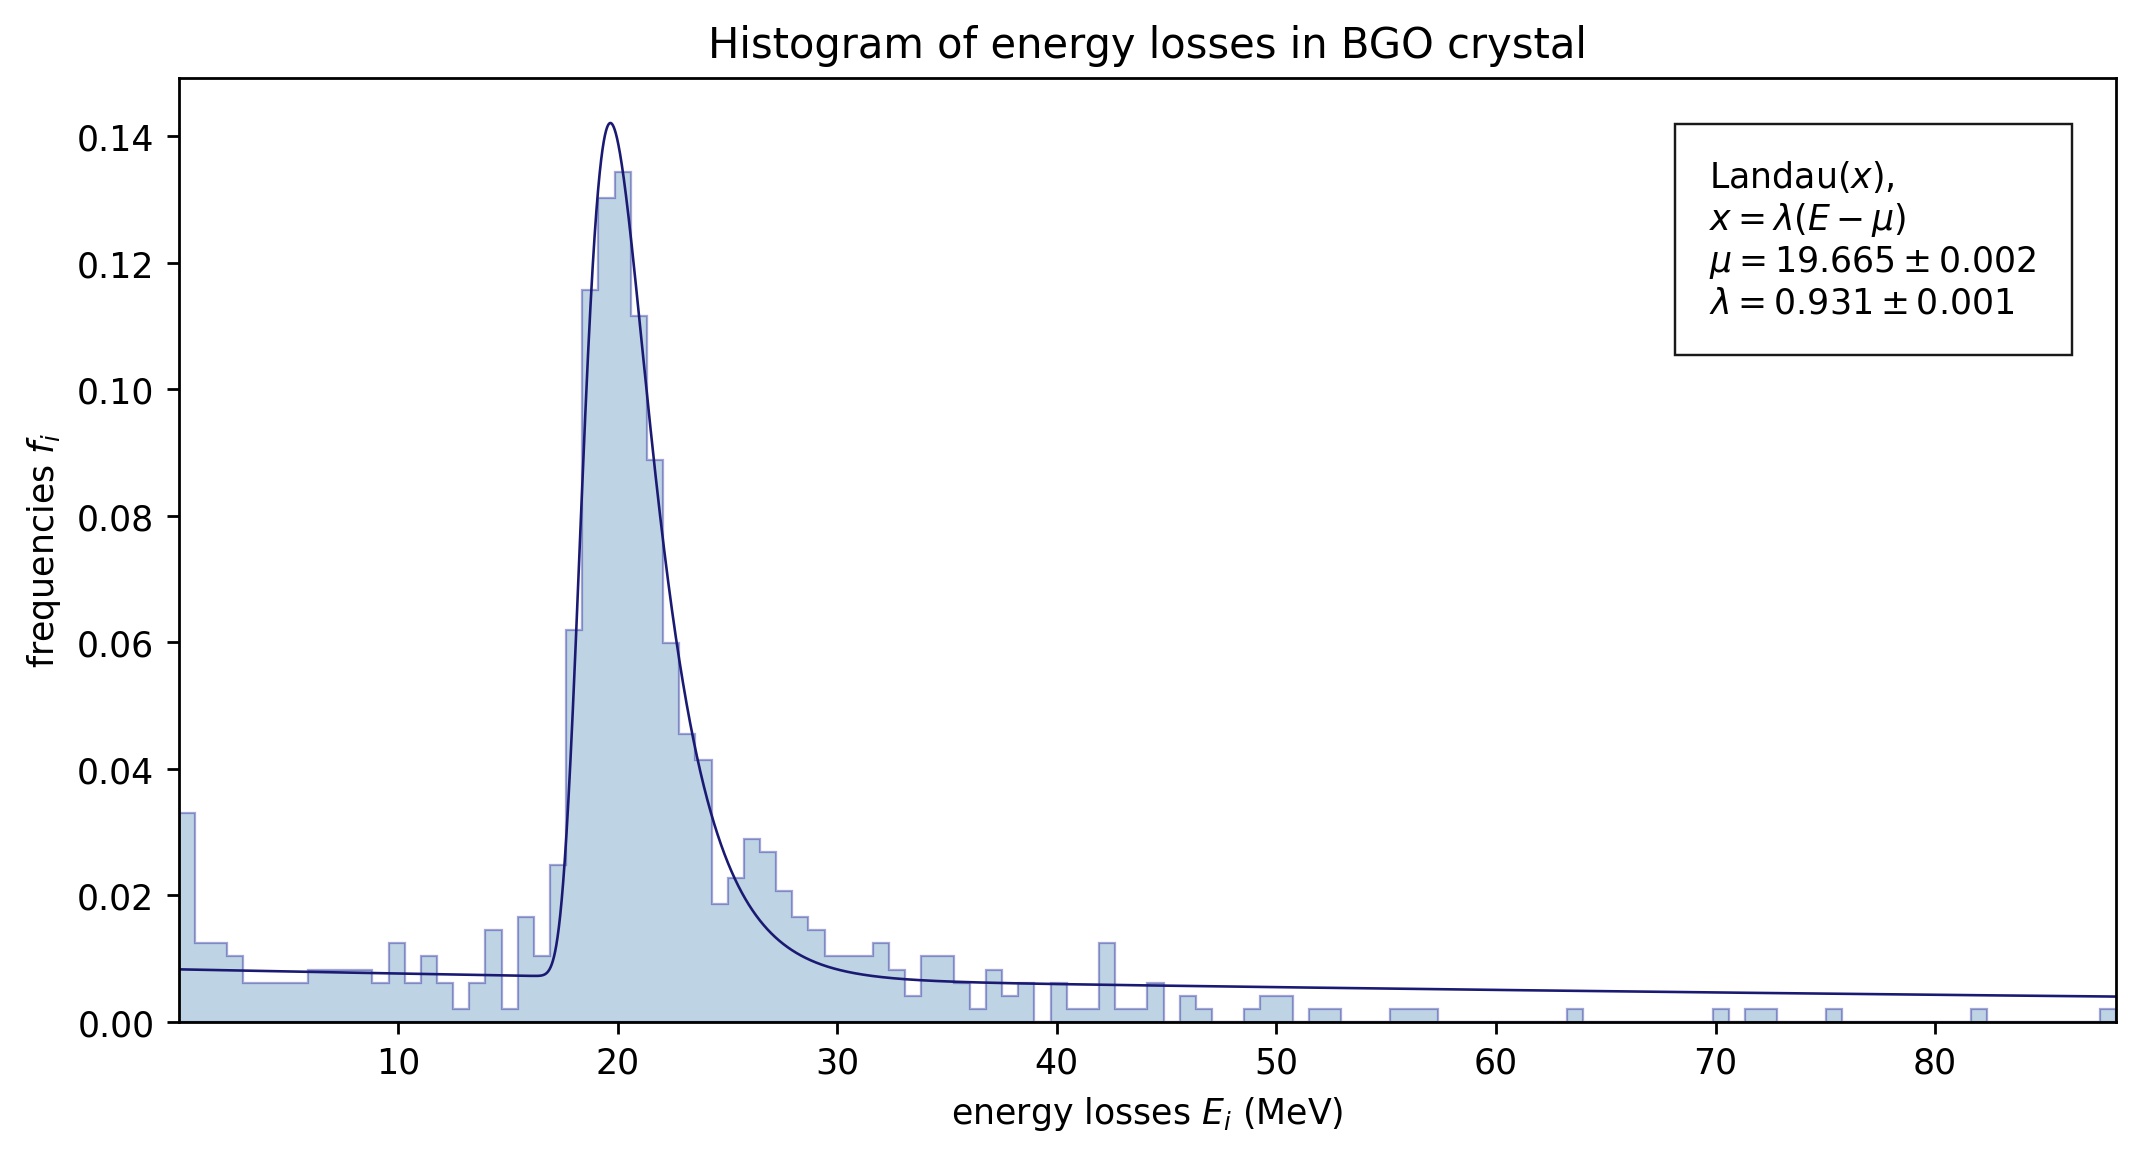 Histogram of energy losses in BGO crystal
Landau(x),
x = λ(E − μ)
μ = 19.665 ± 0.002
λ = 0.931 ± 0.001
frequencies fᵢ
0.14
0.12
0.10
0.08
0.06
0.04
0.02
0.00
10 20 30 40 50 60 70 80
energy losses Eᵢ (MeV)